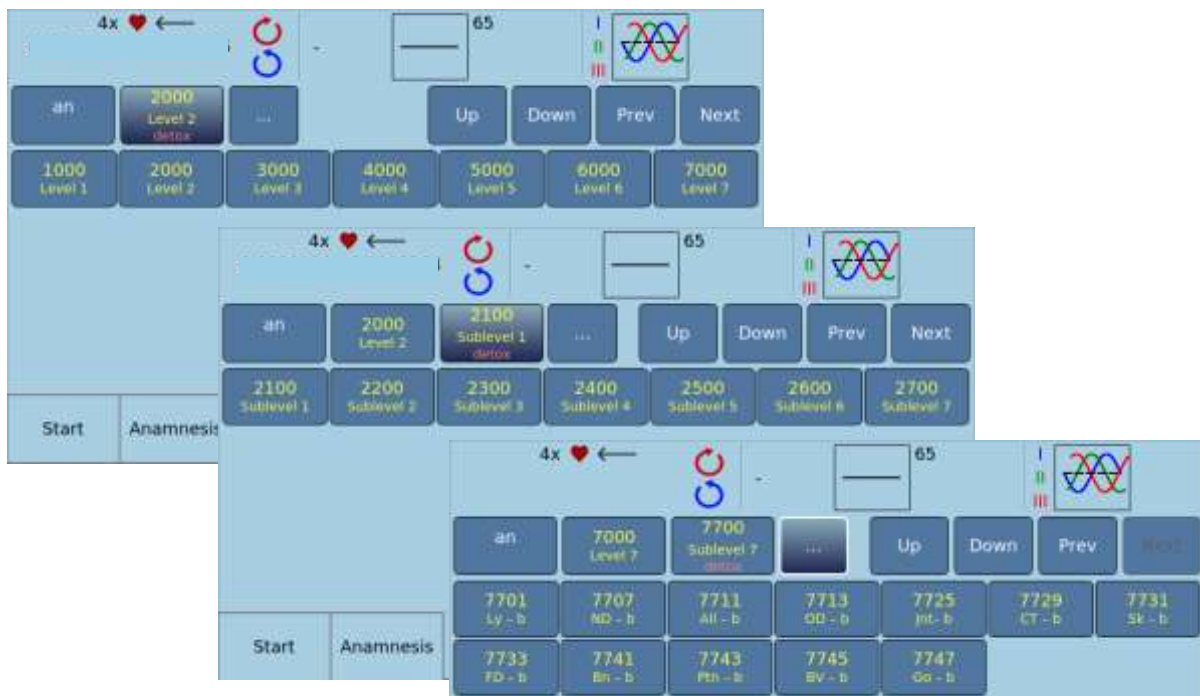 4x 65 I
II
III
an 2000 ... Up Down Prev Next
Level 2
detox
1000 2000 3000 4000 5000 6000 7000
Level 1 Level 2 Level 3 Level 4 Level 5 Level 6 Level 7
Start Anamnesis
4x 65 I
II
III
an 2000 2100 ... Up Down Prev Next
Level 2 Sublevel 1
detox
2100 2200 2300 2400 2500 2600 2700
Sublevel 1 Sublevel 2 Sublevel 3 Sublevel 4 Sublevel 5 Sublevel 6 Sublevel 7
Start Anamnesis
4x 65 I
II
III
an 7000 7700 ... Up Down Prev Next
Level 7 Sublevel 7
detox
7701 7707 7711 7713 7725 7729 7731
Ly - b ND - b All - b OD - b Jnt- b CT - b Sk - b
7733 7741 7743 7745 7747
FD - b Bn - b Ptn - b BV - b Go - b